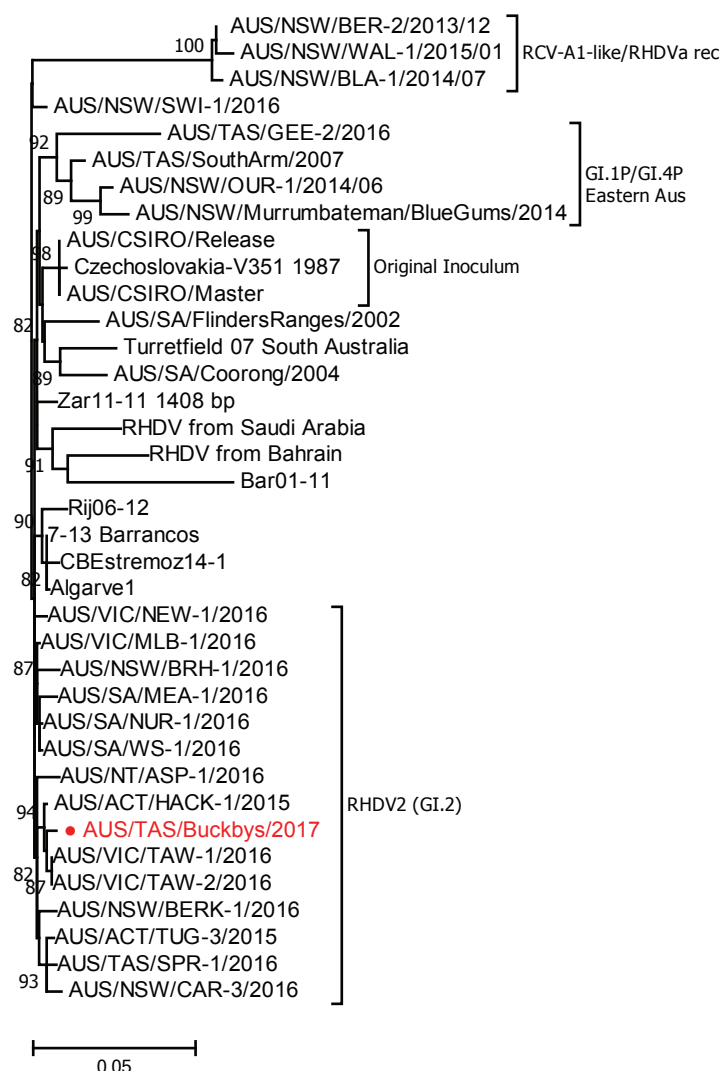 AUS/NSW/BER-2/2013/12
100
AUS/NSW/WAL-1/2015/01
RCV-A1-like/RHDVa rec
AUS/NSW/BLA-1/2014/07
AUS/NSW/SWI-1/2016
92
AUS/TAS/GEE-2/2016
AUS/TAS/SouthArm/2007
GI.1P/GI.4P
Eastern Aus
89
AUS/NSW/OUR-1/2014/06
99
AUS/NSW/Murrumbateman/BlueGums/2014
98
AUS/CSIRO/Release
Czechoslovakia-V351 1987
Original Inoculum
AUS/CSIRO/Master
82
AUS/SA/FlindersRanges/2002
Turretfield 07 South Australia
89
AUS/SA/Coorong/2004
Zar11-11 1408 bp
RHDV from Saudi Arabia
91
RHDV from Bahrain
Bar01-11
Rij06-12
90
7-13 Barrancos
CBEstremoz14-1
82
Algarve1
AUS/VIC/NEW-1/2016
AUS/VIC/MLB-1/2016
87
AUS/NSW/BRH-1/2016
AUS/SA/MEA-1/2016
AUS/SA/NUR-1/2016
AUS/SA/WS-1/2016
AUS/NT/ASP-1/2016
94
AUS/ACT/HACK-1/2015
RHDV2 (GI.2)
AUS/TAS/Buckbys/2017
AUS/VIC/TAW-1/2016
82
87
AUS/VIC/TAW-2/2016
AUS/NSW/BERK-1/2016
AUS/ACT/TUG-3/2015
AUS/TAS/SPR-1/2016
93
AUS/NSW/CAR-3/2016
0.05